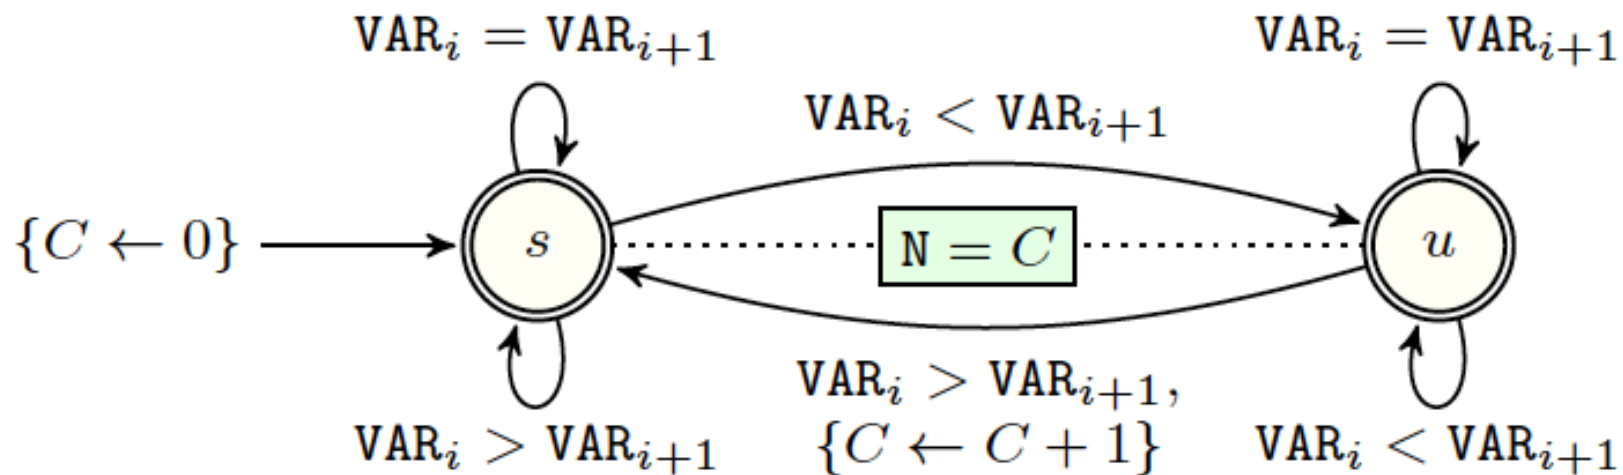 VARᵢ = VARᵢ₊₁
VARᵢ = VARᵢ₊₁
VARᵢ < VARᵢ₊₁
{C ← 0}
s
N = C
u
VARᵢ > VARᵢ₊₁,
{C ← C + 1}
VARᵢ > VARᵢ₊₁
VARᵢ < VARᵢ₊₁